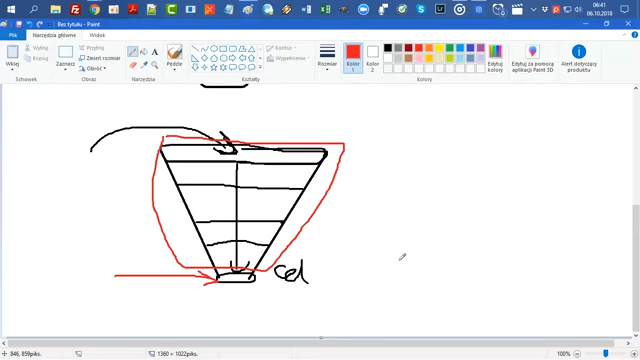 06:41
06.10.2018
Bez tytułu - Paint
Plik
Narzędzia główne
Wyświetlanie
Wklej
Wytnij
Kopiuj
Schowek
Zaznacz
Przytnij
Zmień rozmiar
Obróć
Obraz
Narzędzia
Pędzle
Kształty
Kontur
Wypełnienie
Rozmiar
Kolor
1
Kolor
2
Kolory
Edytuj
kolory
Edytuj za pomocą
aplikacji Paint 3D
Alert dotyczący
produktu
cel
846, 859piks.
1360 × 1022piks.
100%